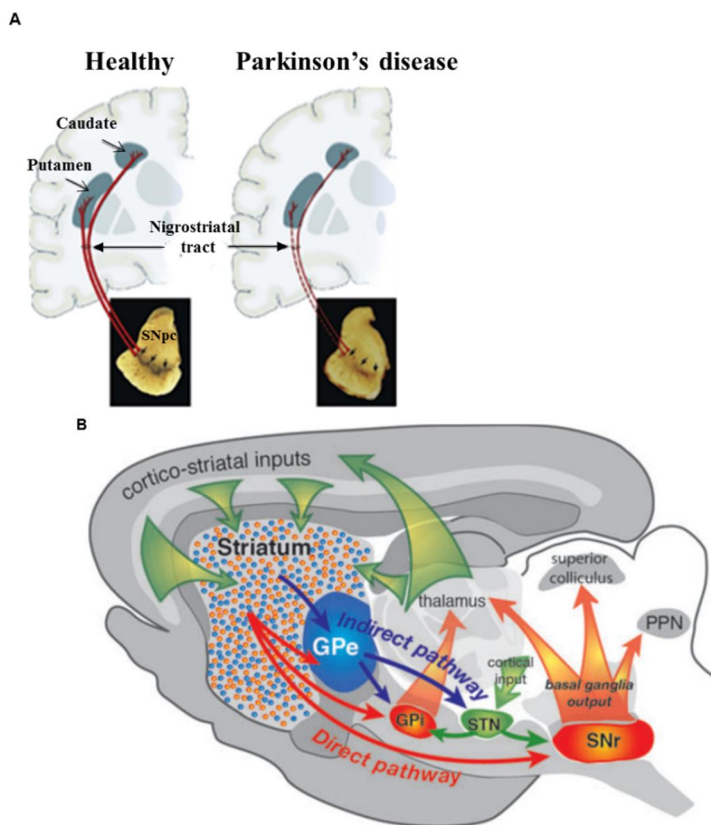 A
Healthy
Parkinson’s disease
Caudate
Putamen
Nigrostriatal
tract
SNpc
B
cortico-striatal inputs
Striatum
GPe
Indirect pathway
Direct pathway
thalamus
cortical
input
GPi
STN
superior
colliculus
PPN
basal ganglia
output
SNr